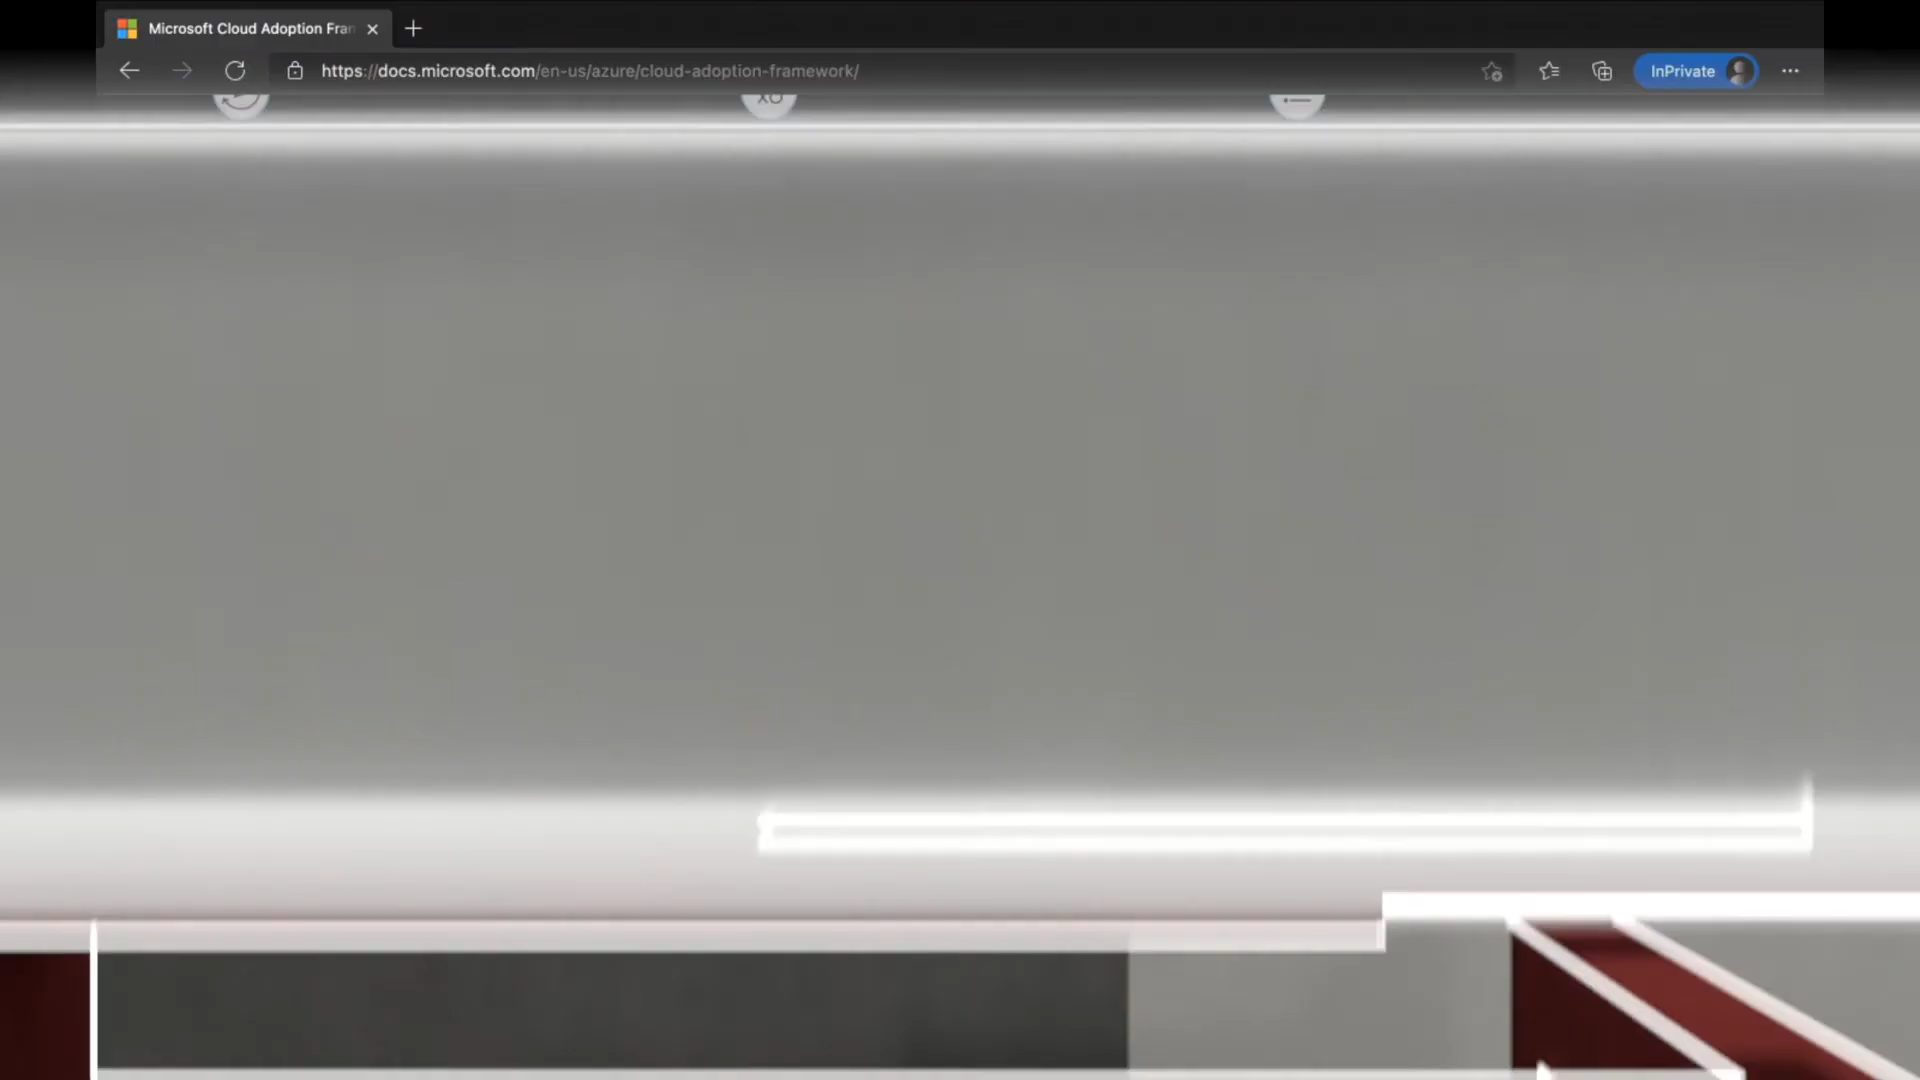 Microsoft Cloud Adoption Fran
https://docs.microsoft.com/en-us/azure/cloud-adoption-framework/
InPrivate